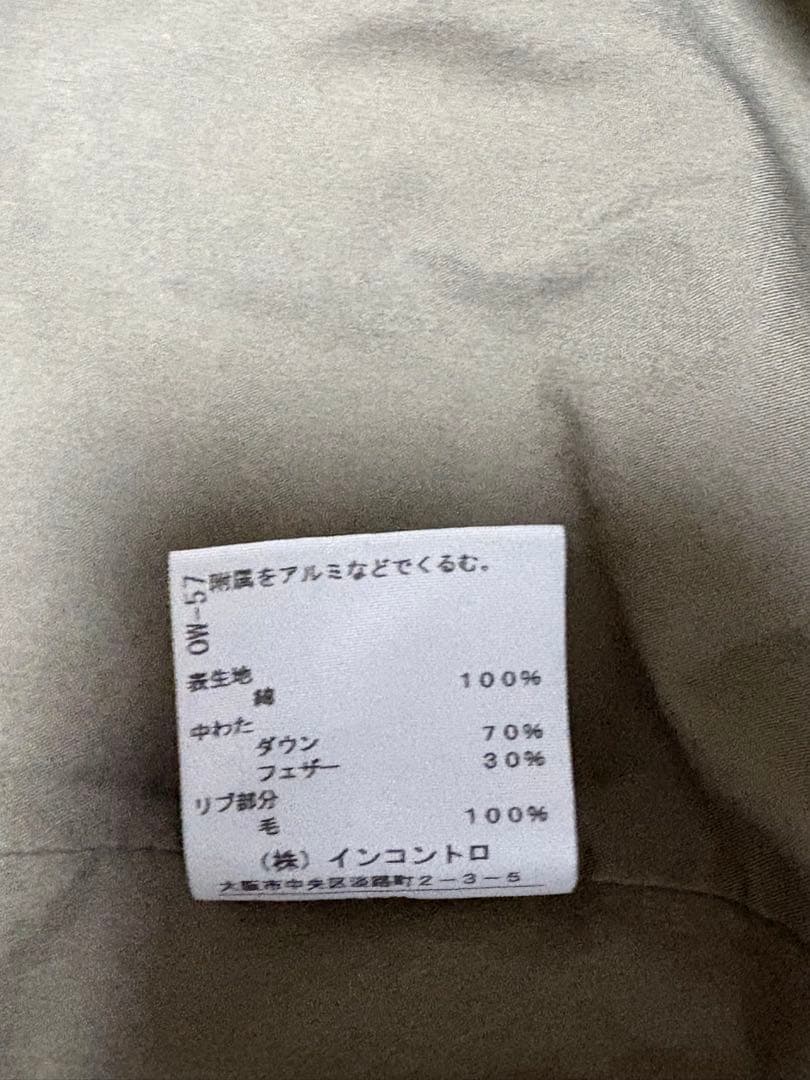 OW-57
附属をアルミなどでくるむ。
表生地
綿 100%
中わた
ダウン 70%
フェザー 30%
リブ部分
毛 100%
(株)インコントロ
大阪市中央区淡路町2-3-5